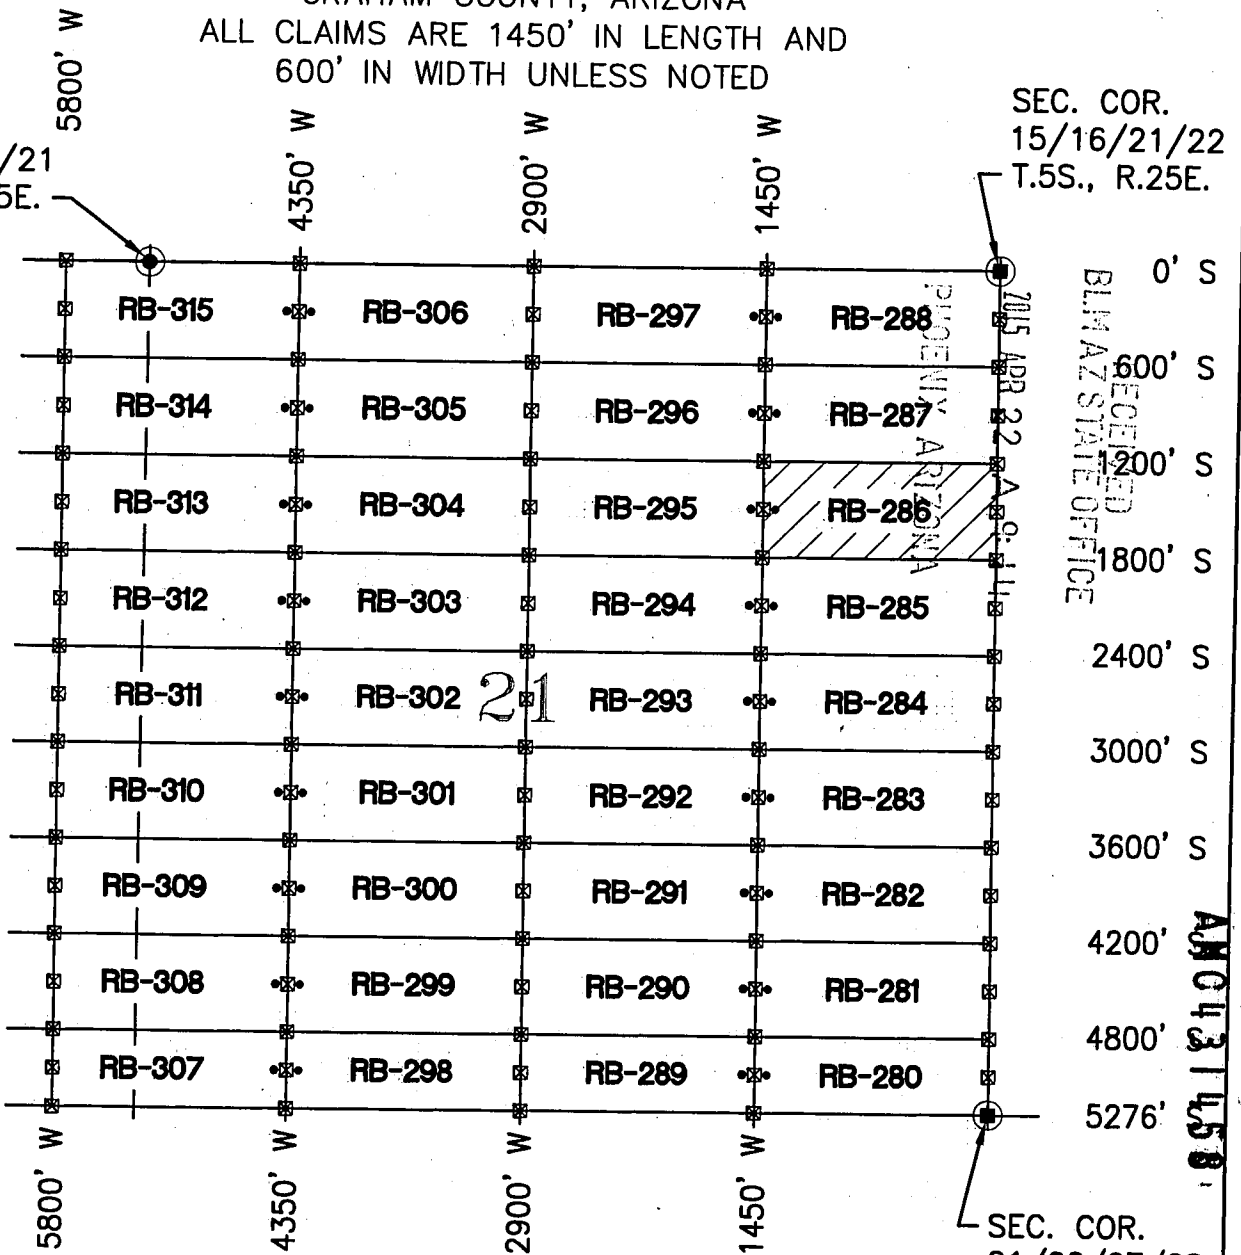 ALL CLAIMS ARE 1450' IN LENGTH AND
600' IN WIDTH UNLESS NOTED
5800' W
4350' W
2900' W
1450' W
/21
5E.
SEC. COR.
15/16/21/22
T.5S., R.25E.
0' S
RB-315 RB-306 RB-297 RB-288
600' S
RB-314 RB-305 RB-296 RB-287
1200' S
RB-313 RB-304 RB-295 RB-286
1800' S
RB-312 RB-303 RB-294 RB-285
2400' S
RB-311 RB-302 21 RB-293 RB-284
3000' S
RB-310 RB-301 RB-292 RB-283
3600' S
RB-309 RB-300 RB-291 RB-282
4200' S
RB-308 RB-299 RB-290 RB-281
4800' S
RB-307 RB-298 RB-289 RB-280
5276' S
5800' W
4350' W
2900' W
1450' W
SEC. COR.
BLM AZ STATE OFFICE
2015 APR 22 A
PHOENIX ARIZONA
AMC431458